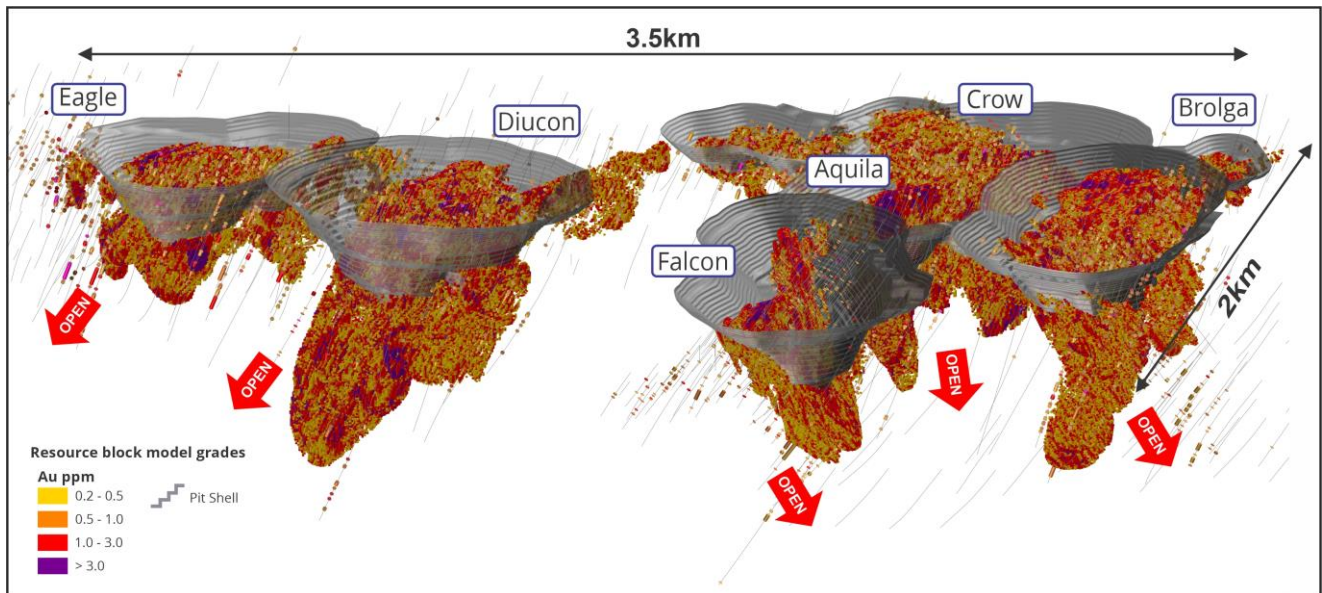 3.5km
Eagle
Diucon
Crow
Brolga
Aquila
Falcon
2km
OPEN
OPEN
OPEN
OPEN
OPEN
Resource block model grades
Au ppm
0.2 - 0.5
0.5 - 1.0
1.0 - 3.0
> 3.0
Pit Shell